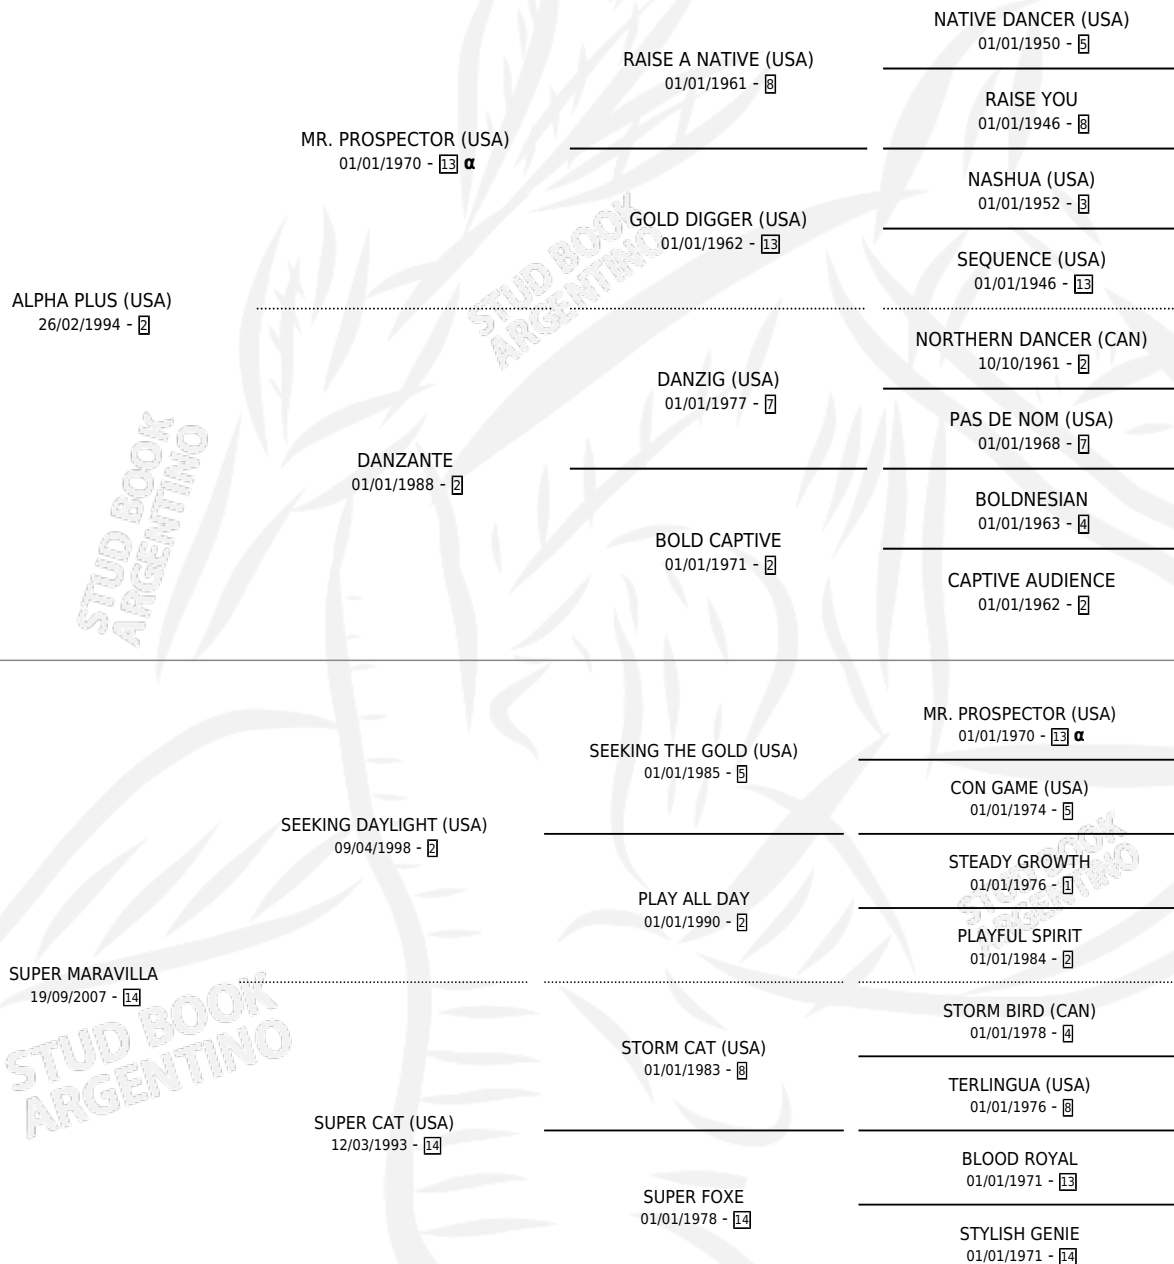 NATIVE DANCER (USA)
01/01/1950 - 5
RAISE A NATIVE (USA)
01/01/1961 - 8
RAISE YOU
01/01/1946 - 8
MR. PROSPECTOR (USA)
01/01/1970 - 13 α
NASHUA (USA)
01/01/1952 - 3
GOLD DIGGER (USA)
01/01/1962 - 13
SEQUENCE (USA)
01/01/1946 - 13
ALPHA PLUS (USA)
26/02/1994 - 2
STUD BOOK
ARGENTINO
NORTHERN DANCER (CAN)
10/10/1961 - 2
DANZIG (USA)
01/01/1977 - 7
PAS DE NOM (USA)
01/01/1968 - 7
DANZANTE
01/01/1988 - 2
STUD BOOK
ARGENTINO
BOLDNESIAN
01/01/1963 - 4
BOLD CAPTIVE
01/01/1971 - 2
CAPTIVE AUDIENCE
01/01/1962 - 2
MR. PROSPECTOR (USA)
01/01/1970 - 13 α
SEEKING THE GOLD (USA)
01/01/1985 - 5
CON GAME (USA)
01/01/1974 - 5
SEEKING DAYLIGHT (USA)
09/04/1998 - 2
STEADY GROWTH
01/01/1976 - 1
STUD BOOK
ARGENTINO
PLAY ALL DAY
01/01/1990 - 2
PLAYFUL SPIRIT
01/01/1984 - 2
SUPER MARAVILLA
19/09/2007 - 14
STUD BOOK
ARGENTINO
STORM BIRD (CAN)
01/01/1978 - 4
STORM CAT (USA)
01/01/1983 - 8
TERLINGUA (USA)
01/01/1976 - 8
SUPER CAT (USA)
12/03/1993 - 14
BLOOD ROYAL
01/01/1971 - 13
SUPER FOXE
01/01/1978 - 14
STYLISH GENIE
01/01/1971 - 14